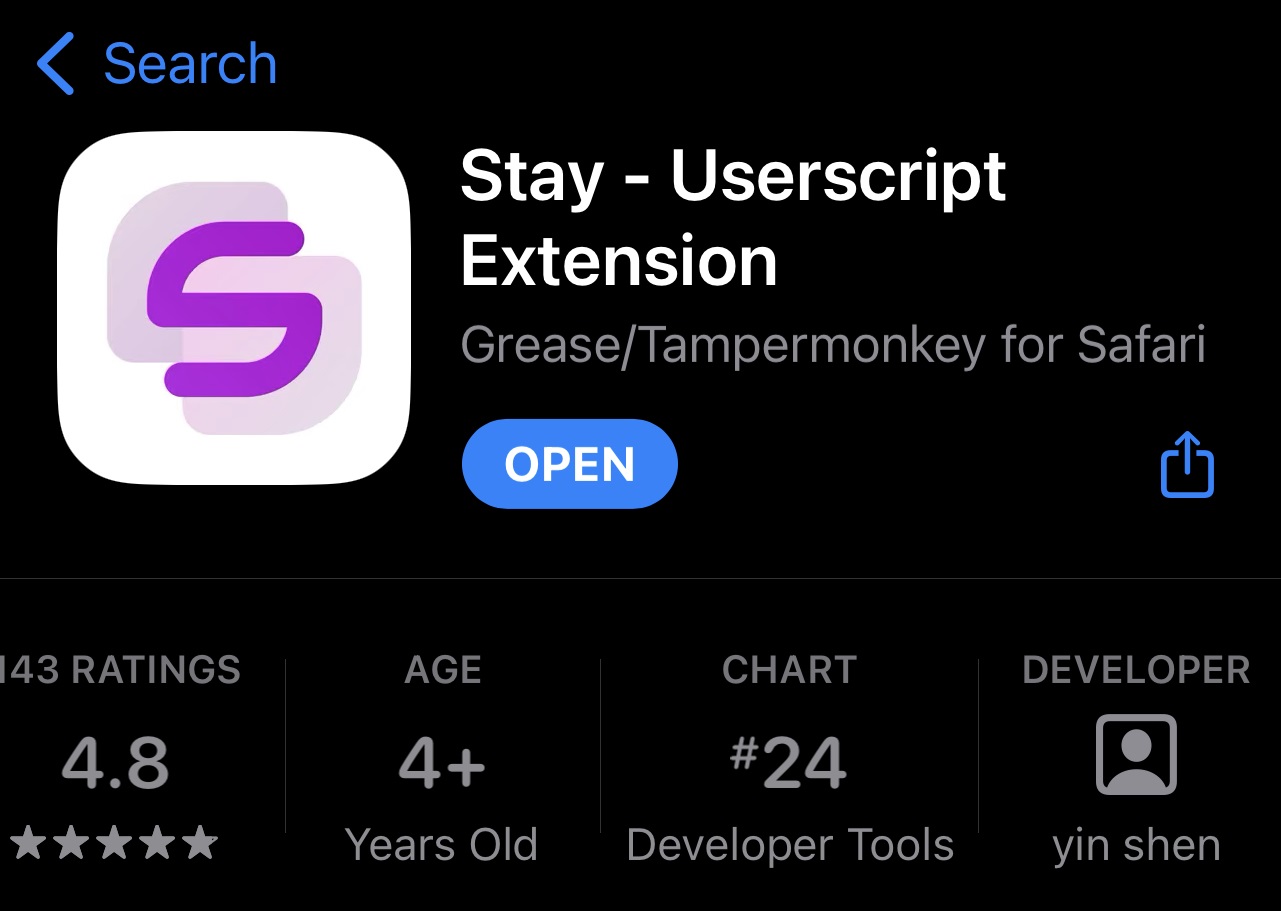 Search
Stay - Userscript
Extension
Grease/Tampermonkey for Safari
OPEN
143 RATINGS
4.8
AGE
4+
Years Old
CHART
#24
Developer Tools
DEVELOPER
yin shen